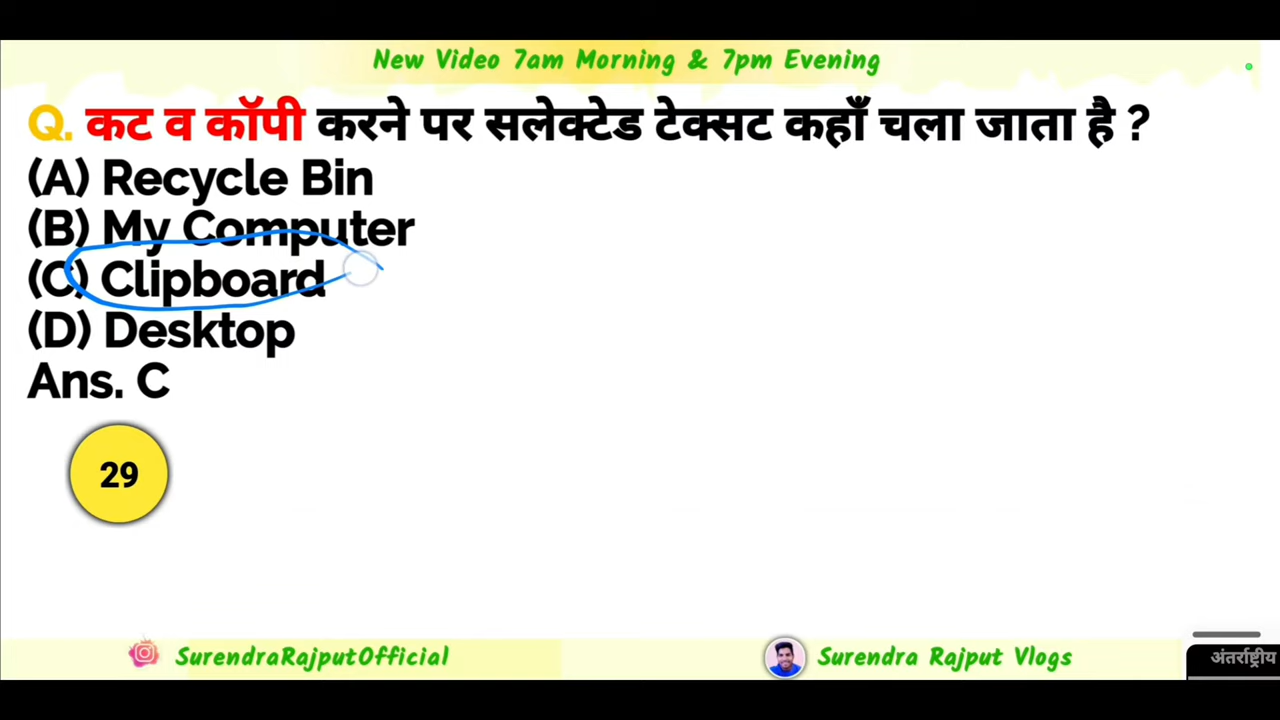 New Video 7am Morning & 7pm Evening
Q. कट व कॉपी करने पर सलेक्टेड टेक्सट कहाँ चला जाता है ?
(A) Recycle Bin
(B) My Computer
(C) Clipboard
(D) Desktop
Ans. C
29
SurendraRajputOfficial
Surendra Rajput Vlogs
अंतर्राष्ट्रीय